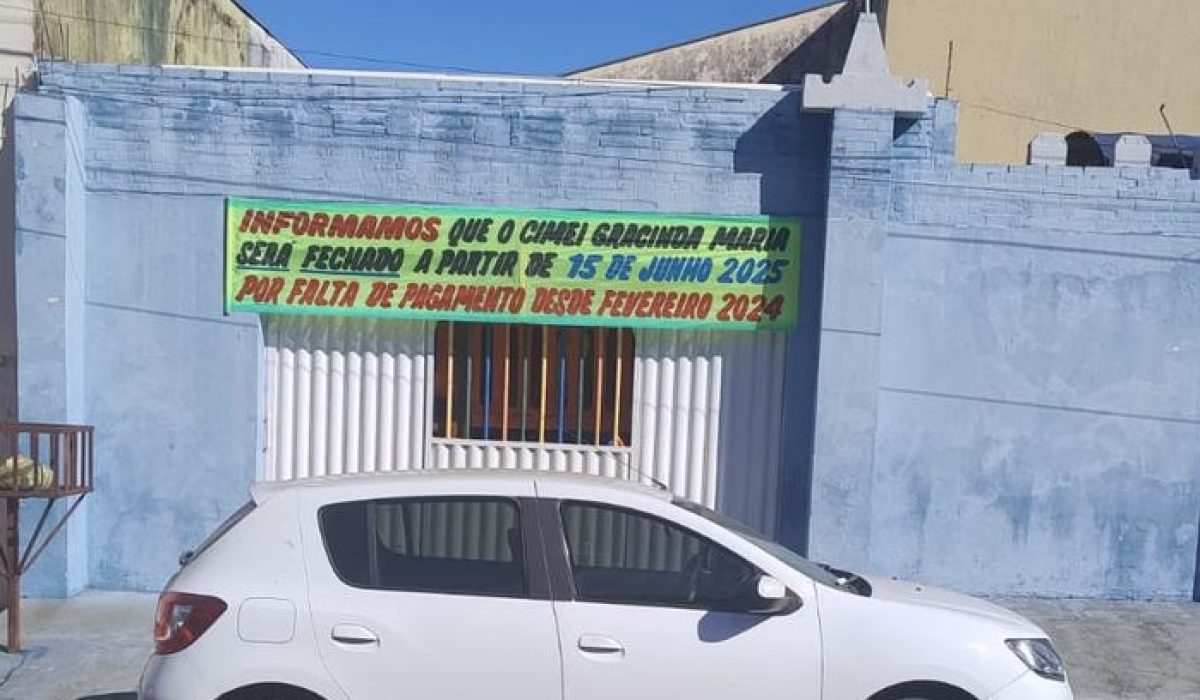 INFORMAMOS QUE O CIMEI GRACINDA MARIA
SERÁ FECHADO A PARTIR DE 15 DE JUNHO 2025
POR FALTA DE PAGAMENTO DESDE FEVEREIRO 2024